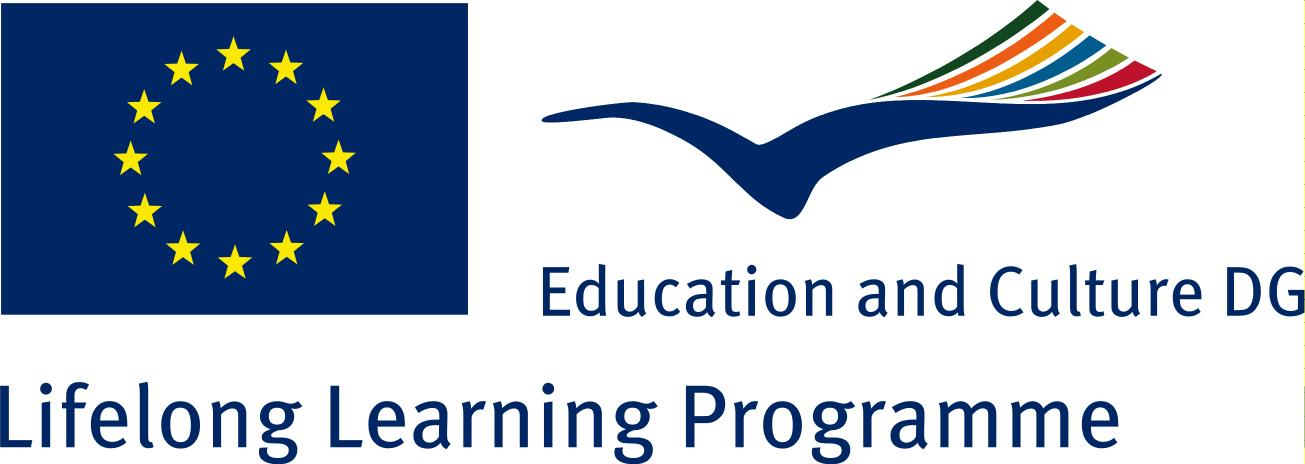 Education and Culture DG
Lifelong Learning Programme